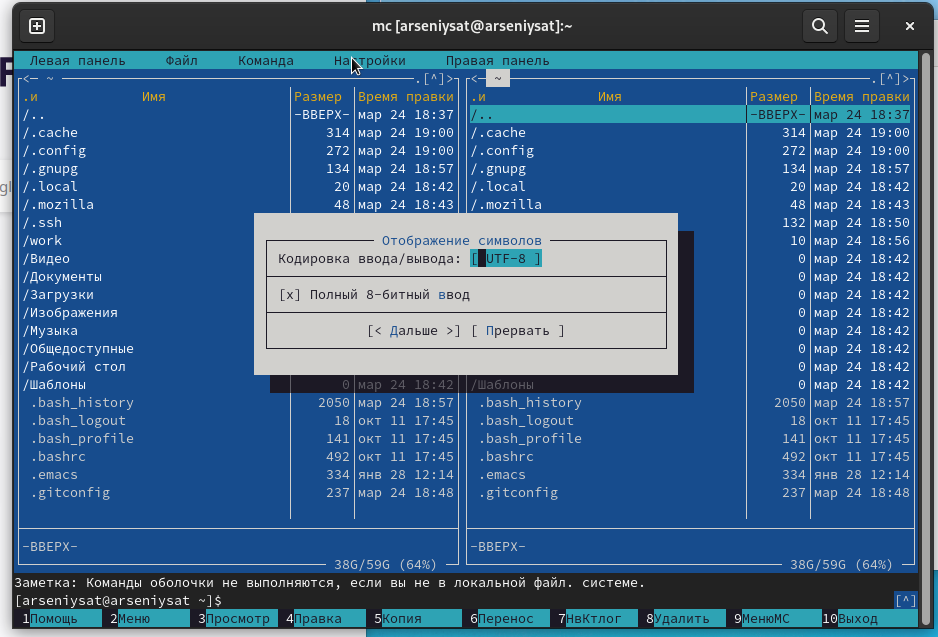 mc [arseniysat@arseniysat]:~
Левая панель Файл Команда Настройки Правая панель
<─ ~ .[^]> <─ ~ .[^]>
.и Имя Размер Время правки .и Имя Размер Время правки
/.. -ВВЕРХ- мар 24 18:37 /.. -ВВЕРХ- мар 24 18:37
/.cache 314 мар 24 19:00 /.cache 314 мар 24 19:00
/.config 272 мар 24 19:00 /.config 272 мар 24 19:00
/.gnupg 134 мар 24 18:57 /.gnupg 134 мар 24 18:57
/.local 20 мар 24 18:42 /.local 20 мар 24 18:42
/.mozilla 48 мар 24 18:43 /.mozilla 48 мар 24 18:43
/.ssh 132 мар 24 18:50
/work Отображение символов 10 мар 24 18:56
/Видео Кодировка ввода/вывода: [ UTF-8 ] 0 мар 24 18:42
/Документы 0 мар 24 18:42
/Загрузки [x] Полный 8-битный ввод 0 мар 24 18:42
/Изображения 0 мар 24 18:42
/Музыка [< Дальше >] [ Прервать ] 0 мар 24 18:42
/Общедоступные 0 мар 24 18:42
/Рабочий стол 0 мар 24 18:42
/Шаблоны 0 мар 24 18:42 /Шаблоны 0 мар 24 18:42
.bash_history 2050 мар 24 18:57 .bash_history 2050 мар 24 18:57
.bash_logout 18 окт 11 17:45 .bash_logout 18 окт 11 17:45
.bash_profile 141 окт 11 17:45 .bash_profile 141 окт 11 17:45
.bashrc 492 окт 11 17:45 .bashrc 492 окт 11 17:45
.emacs 334 янв 28 12:14 .emacs 334 янв 28 12:14
.gitconfig 237 мар 24 18:48 .gitconfig 237 мар 24 18:48
-ВВЕРХ- -ВВЕРХ-
38G/59G (64%) 38G/59G (64%)
Заметка: Команды оболочки не выполняются, если вы не в локальной файл. системе.
[arseniysat@arseniysat ~]$ [^]
1Помощь 2Меню 3Просмотр 4Правка 5Копия 6Перенос 7НвКтлог 8Удалить 9МенюМС 10Выход